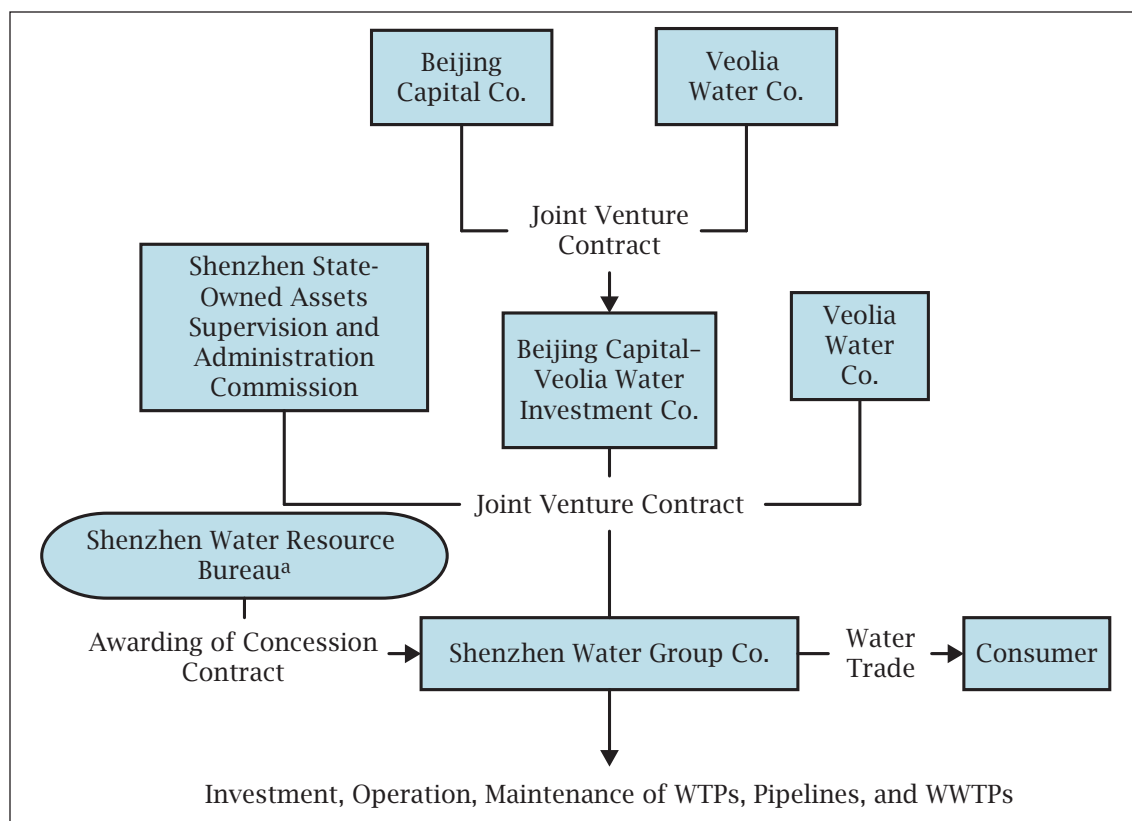 Beijing
Capital Co.
Veolia
Water Co.
Joint Venture
Contract
Shenzhen State-
Owned Assets
Supervision and
Administration
Commission
Beijing Capital–
Veolia Water
Investment Co.
Veolia
Water
Co.
Joint Venture Contract
Shenzhen Water Resource
Bureauᵃ
Awarding of Concession
Contract
Shenzhen Water Group Co.
Water
Trade
Consumer
Investment, Operation, Maintenance of WTPs, Pipelines, and WWTPs